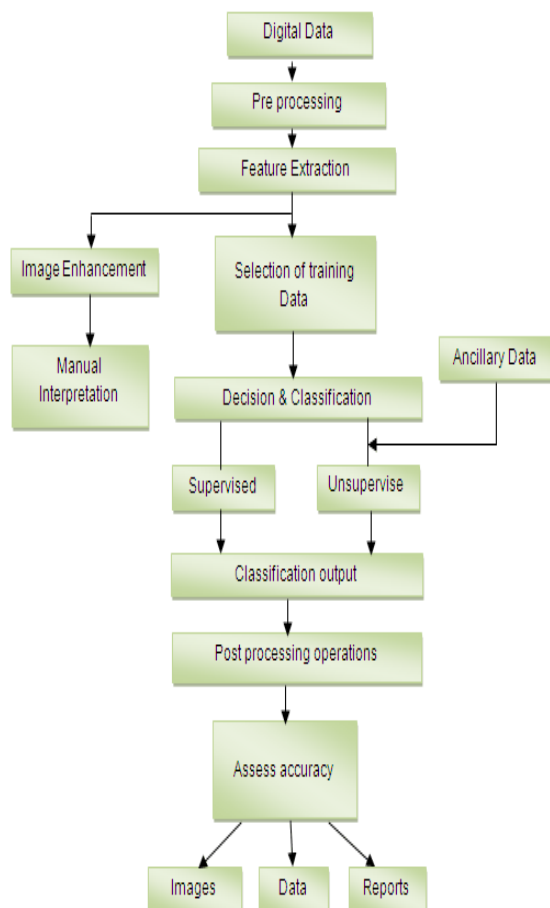 Digital Data
Pre processing
Feature Extraction
Image Enhancement
Selection of training
Data
Manual
Interpretation
Ancillary Data
Decision & Classification
Supervised
Unsupervise
Classification output
Post processing operations
Assess accuracy
Images
Data
Reports